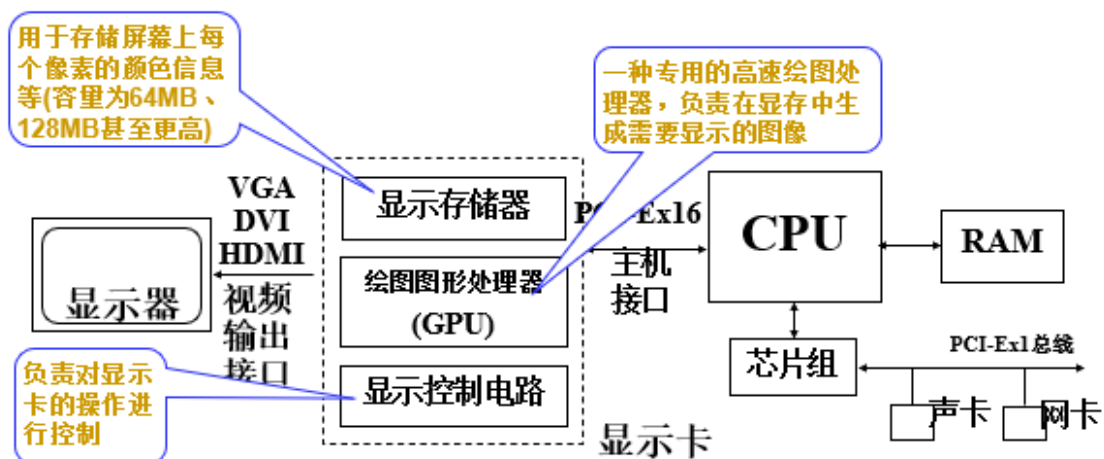 用于存储屏幕上每
个像素的颜色信息
等(容里为64MB、
128MB甚至更高)
一种专用的高速绘图处
理器，负责在显存中生
成需要显示的图像
VGA
DVI
HDMI
视频
输出
接口
显示器
显示存储器
绘图图形处理器
(GPU)
显示控制电路
显示卡
负责对显示
卡的操作进
行控制
Ex16
主机
接口
CPU
RAM
芯片组
PCI-Ex1总线
声卡
网卡